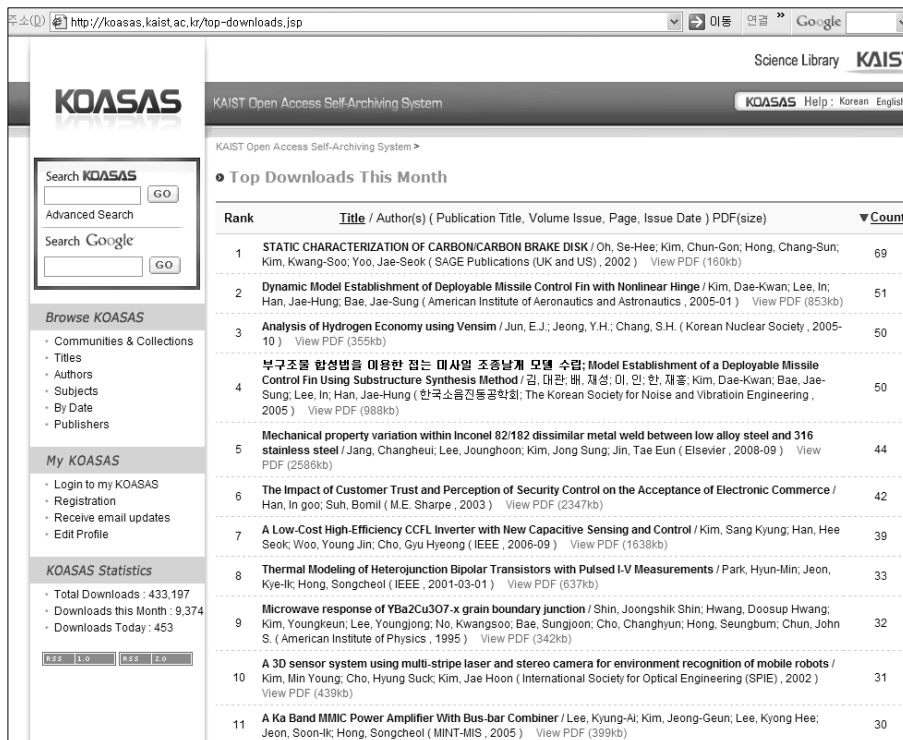 주소(D) http://koasas.kaist.ac.kr/top-downloads.jsp 이동 연결 » Google
Science Library KAIST
KOASAS
KAIST Open Access Self-Archiving System
KOASAS Help : Korean English
KAIST Open Access Self-Archiving System >
Search KOASAS
GO
Advanced Search
Search Google
GO
Browse KOASAS
Communities & Collections
Titles
Authors
Subjects
By Date
Publishers
My KOASAS
Login to my KOASAS
Registration
Receive email updates
Edit Profile
KOASAS Statistics
Total Downloads : 433,197
Downloads this Month : 9,374
Downloads Today : 453
RSS 1.0 RSS 2.0
Top Downloads This Month
Rank Title / Author(s) ( Publication Title, Volume Issue, Page, Issue Date ) PDF(size) ▼Count
1 STATIC CHARACTERIZATION OF CARBON/CARBON BRAKE DISK / Oh, Se-Hee; Kim, Chun-Gon; Hong, Chang-Sun; 69
Kim, Kwang-Soo; Yoo, Jae-Seok ( SAGE Publications (UK and US) , 2002 ) View PDF (160kb)
2 Dynamic Model Establishment of Deployable Missile Control Fin with Nonlinear Hinge / Kim, Dae-Kwan; Lee, In; 51
Han, Jae-Hung; Bae, Jae-Sung ( American Institute of Aeronautics and Astronautics , 2005-01 ) View PDF (853kb)
3 Analysis of Hydrogen Economy using Vensim / Jun, E.J.; Jeong, Y.H.; Chang, S.H. ( Korean Nuclear Society , 2005- 50
10 ) View PDF (355kb)
부구조물 합성법을 이용한 접는 미사일 조종날개 모델 수립; Model Establishment of a Deployable Missile
4 Control Fin Using Substructure Synthesis Method / 김, 대관; 배, 재성; 이, 인; 한, 재흥; Kim, Dae-Kwan; Bae, Jae- 50
Sung; Lee, In; Han, Jae-Hung ( 한국소음진동공학회; The Korean Society for Noise and Vibratioin Engineering ,
2005 ) View PDF (988kb)
Mechanical property variation within Inconel 82/182 dissimilar metal weld between low alloy steel and 316
5 stainless steel / Jang, Changheui; Lee, Jounghoon; Kim, Jong Sung; Jin, Tae Eun ( Elsevier , 2008-09 ) View 44
PDF (2586kb)
6 The Impact of Customer Trust and Perception of Security Control on the Acceptance of Electronic Commerce / 42
Han, In goo; Suh, Bomil ( M.E. Sharpe , 2003 ) View PDF (2347kb)
7 A Low-Cost High-Efficiency CCFL Inverter with New Capacitive Sensing and Control / Kim, Sang Kyung; Han, Hee 39
Seok; Woo, Young Jin; Cho, Gyu Hyeong ( IEEE , 2006-09 ) View PDF (1638kb)
8 Thermal Modeling of Heterojunction Bipolar Transistors with Pulsed I-V Measurements / Park, Hyun-Min; Jeon, 33
Kye-Ik; Hong, Songcheol ( IEEE , 2001-03-01 ) View PDF (637kb)
Microwave response of YBa2Cu3O7-x grain boundary junction / Shin, Joongshik Shin; Hwang, Doosup Hwang;
9 Kim, Youngkeun; Lee, Youngjong; No, Kwangsoo; Bae, Sungjoon; Cho, Changhyun; Hong, Seungbum; Chun, John 32
S. ( American Institute of Physics , 1995 ) View PDF (342kb)
A 3D sensor system using multi-stripe laser and stereo camera for environment recognition of mobile robots /
10 Kim, Min Young; Cho, Hyung Suck; Kim, Jae Hoon ( International Society for Optical Engineering (SPIE) , 2002 ) 31
View PDF (439kb)
11 A Ka Band MMIC Power Amplifier With Bus-bar Combiner / Lee, Kyung-Ai; Kim, Jeong-Geun; Lee, Kyong Hee; 30
Jeon, Soon-Ik; Hong, Songcheol ( MINT-MIS , 2005 ) View PDF (399kb)